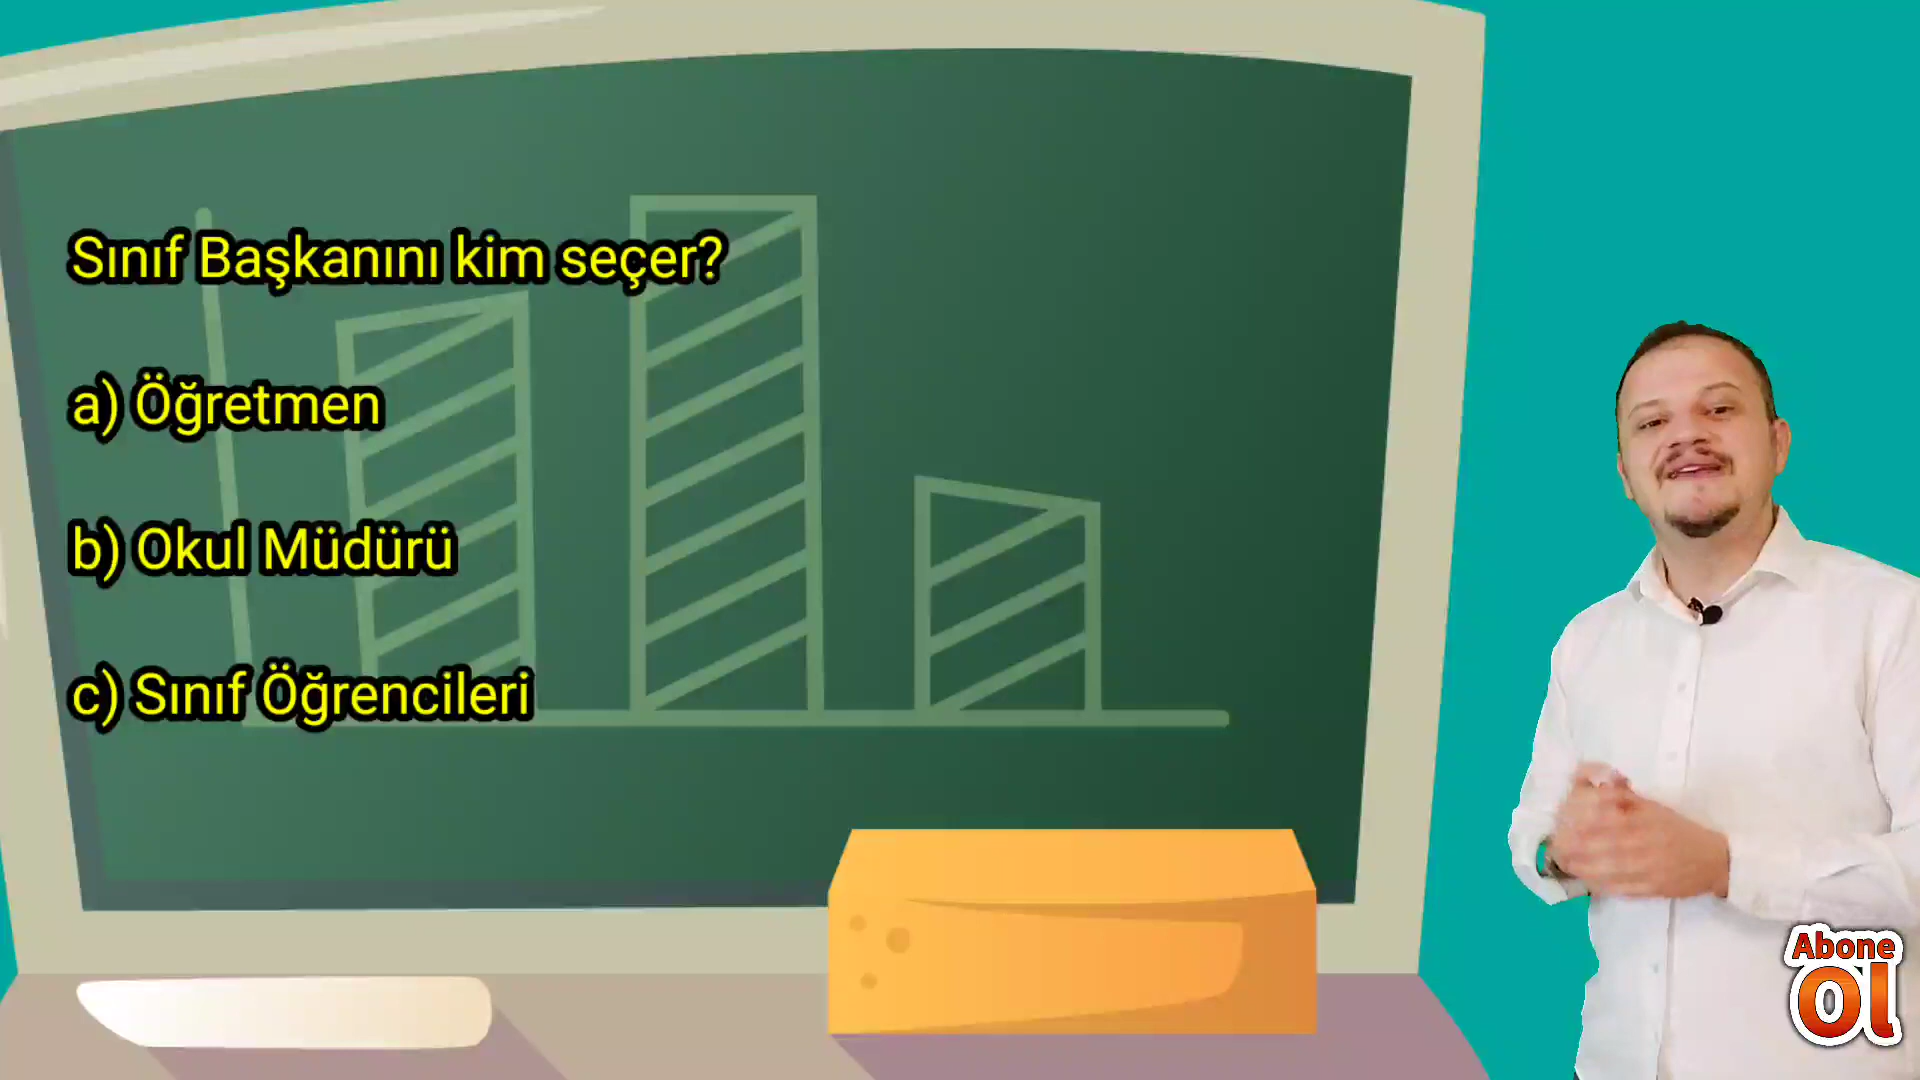 Sınıf Başkanını kim seçer?
a) Öğretmen
b) Okul Müdürü
c) Sınıf Öğrencileri
Abone
Ol